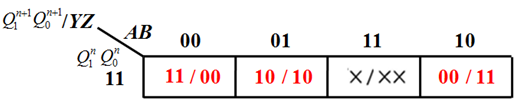 Q₁ⁿ⁺¹Q₀ⁿ⁺¹/YZ
AB
00 01 11 10
Q₁ⁿQ₀ⁿ
11 11/00 10/10 ×/×× 00/11